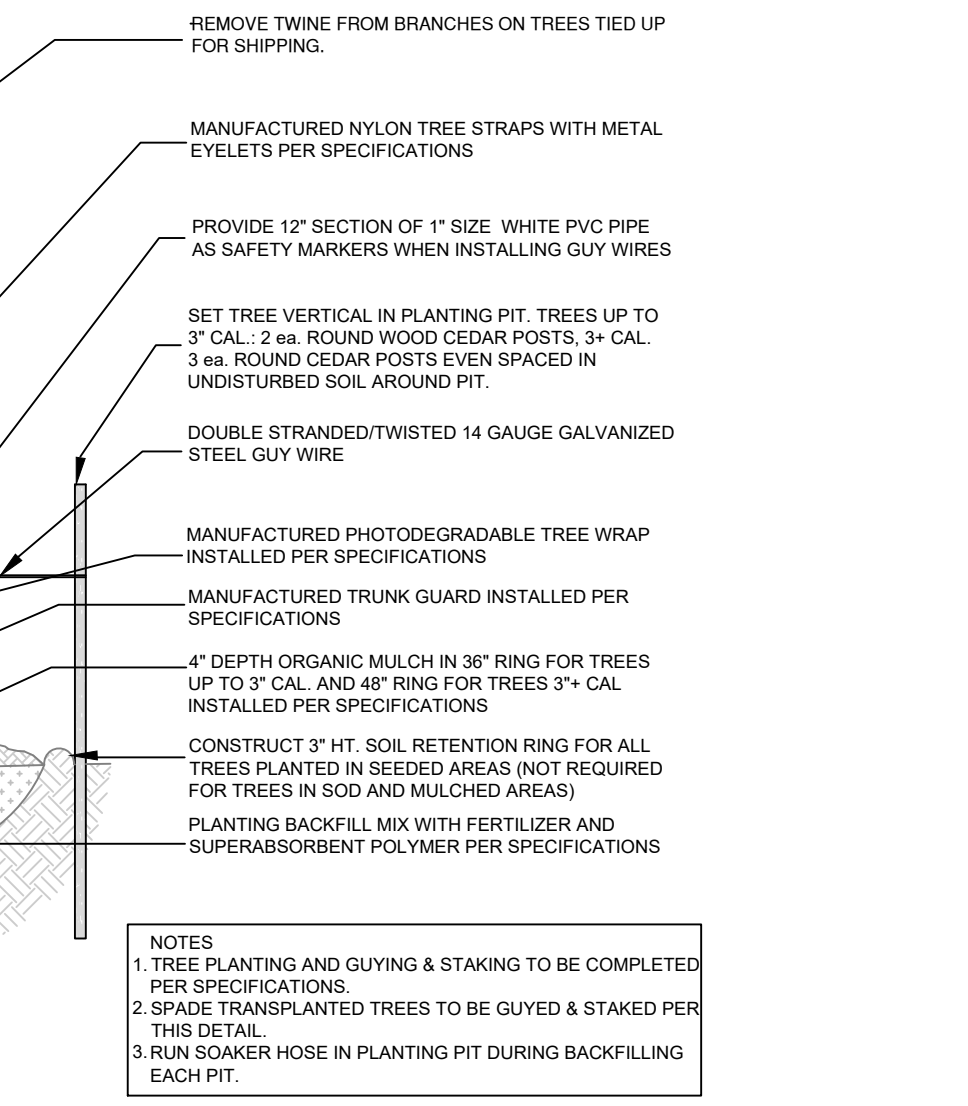 REMOVE TWINE FROM BRANCHES ON TREES TIED UP
FOR SHIPPING.
MANUFACTURED NYLON TREE STRAPS WITH METAL
EYELETS PER SPECIFICATIONS
PROVIDE 12" SECTION OF 1" SIZE WHITE PVC PIPE
AS SAFETY MARKERS WHEN INSTALLING GUY WIRES
SET TREE VERTICAL IN PLANTING PIT. TREES UP TO
3" CAL.: 2 ea. ROUND WOOD CEDAR POSTS, 3+ CAL.
3 ea. ROUND CEDAR POSTS EVEN SPACED IN
UNDISTURBED SOIL AROUND PIT.
DOUBLE STRANDED/TWISTED 14 GAUGE GALVANIZED
STEEL GUY WIRE
MANUFACTURED PHOTODEGRADABLE TREE WRAP
INSTALLED PER SPECIFICATIONS
MANUFACTURED TRUNK GUARD INSTALLED PER
SPECIFICATIONS
4" DEPTH ORGANIC MULCH IN 36" RING FOR TREES
UP TO 3" CAL. AND 48" RING FOR TREES 3"+ CAL
INSTALLED PER SPECIFICATIONS
CONSTRUCT 3" HT. SOIL RETENTION RING FOR ALL
TREES PLANTED IN SEEDED AREAS (NOT REQUIRED
FOR TREES IN SOD AND MULCHED AREAS)
PLANTING BACKFILL MIX WITH FERTILIZER AND
SUPERABSORBENT POLYMER PER SPECIFICATIONS
NOTES
1. TREE PLANTING AND GUYING & STAKING TO BE COMPLETED
PER SPECIFICATIONS.
2. SPADE TRANSPLANTED TREES TO BE GUYED & STAKED PER
THIS DETAIL.
3. RUN SOAKER HOSE IN PLANTING PIT DURING BACKFILLING
EACH PIT.